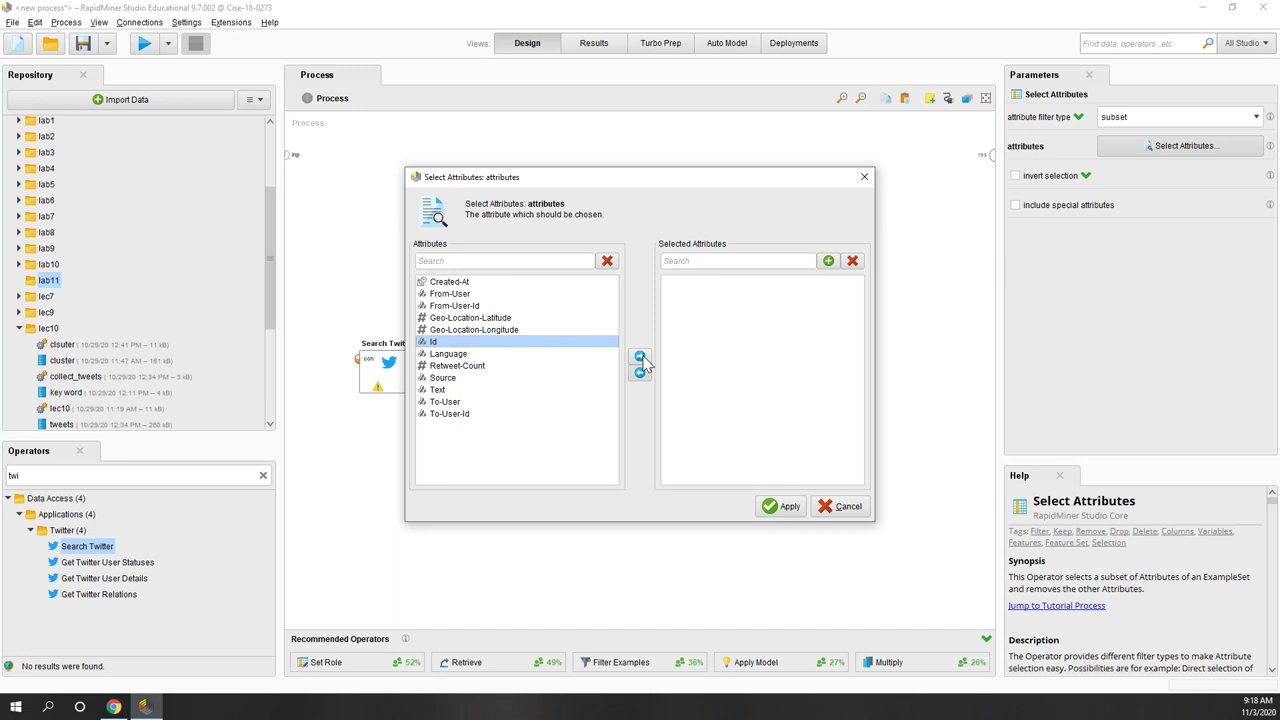 <new process*> – RapidMiner Studio Educational 9.7.002 @ Cise-18-0273
File Edit Process View Connections Settings Extensions Help
Views: Design Results Turbo Prep Auto Model Deployments Find data, operators...etc All Studio
Repository
Import Data
lab1
lab2
lab3
lab4
lab5
lab6
lab7
lab8
lab9
lab10
lab11
lec7
lec9
lec10
clsuter (10/29/20 12:34 PM – 11 kB)
cluster (10/29/20 11:47 AM – 161 kB)
collect_tweets (10/29/20 12:34 PM – 3 kB)
key word (10/29/20 12:34 PM – 2 kB)
lec10 (10/29/20 11:19 AM – 11 kB)
tweets (10/29/20 12:34 PM – 260 kB)
Operators
twi
Data Access (4)
Applications (4)
Twitter (4)
Search Twitter
Get Twitter User Statuses
Get Twitter User Details
Get Twitter Relations
No results were found.
Process
Process
Process
inp
res
Search Twit
con
Select Attributes: attributes
Select Attributes: attributes
The attribute which should be chosen.
Attributes
Search
Created-At
From-User
From-User-Id
Geo-Location-Latitude
Geo-Location-Longitude
Id
Language
Retweet-Count
Source
Text
To-User
To-User-Id
Selected Attributes
Search
Apply Cancel
Recommended Operators
Set Role 52% Retrieve 49% Filter Examples 36% Apply Model 27% Multiply 26%
Parameters
Select Attributes
attribute filter type subset
attributes Select Attributes...
invert selection
include special attributes
Help
Select Attributes
RapidMiner Studio Core
Tags: Filter, Keep, Remove, Drop, Delete, Columns, Variables,
Features, Feature Set, Selection
Synopsis
This Operator selects a subset of Attributes of an ExampleSet
and removes the other Attributes.
Jump to Tutorial Process
Description
The Operator provides different filter types to make Attribute
selection easy. Possibilities are for example: Direct selection of
9:18 AM
11/3/2020